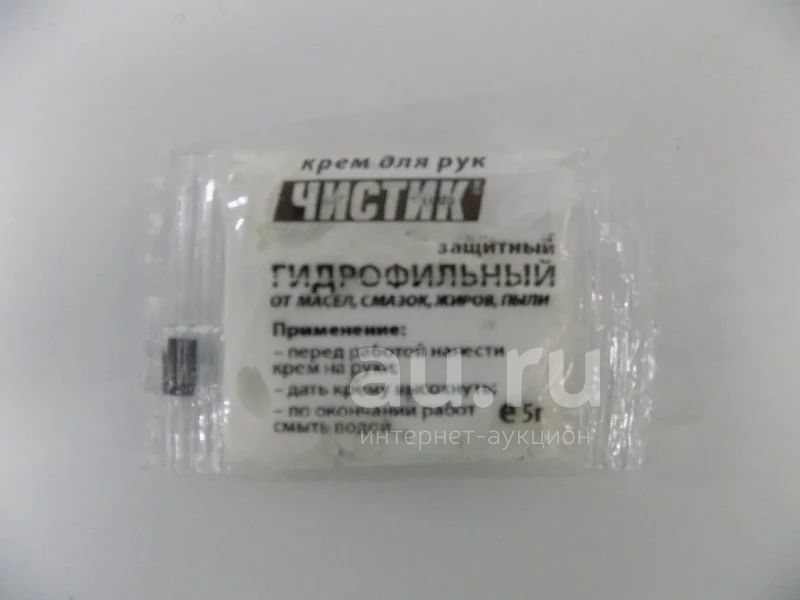 крем для рук
ЧИСТИК®
защитный
ГИДРОФИЛЬНЫЙ
ОТ МАСЕЛ, СМАЗОК, ЖИРОВ, ПЫЛИ
Применение:
– перед работой нанести
крем на руки;
– дать крему высохнуть;
– по окончании работ
смыть водой
℮ 5г
au.ru
интернет-аукцион